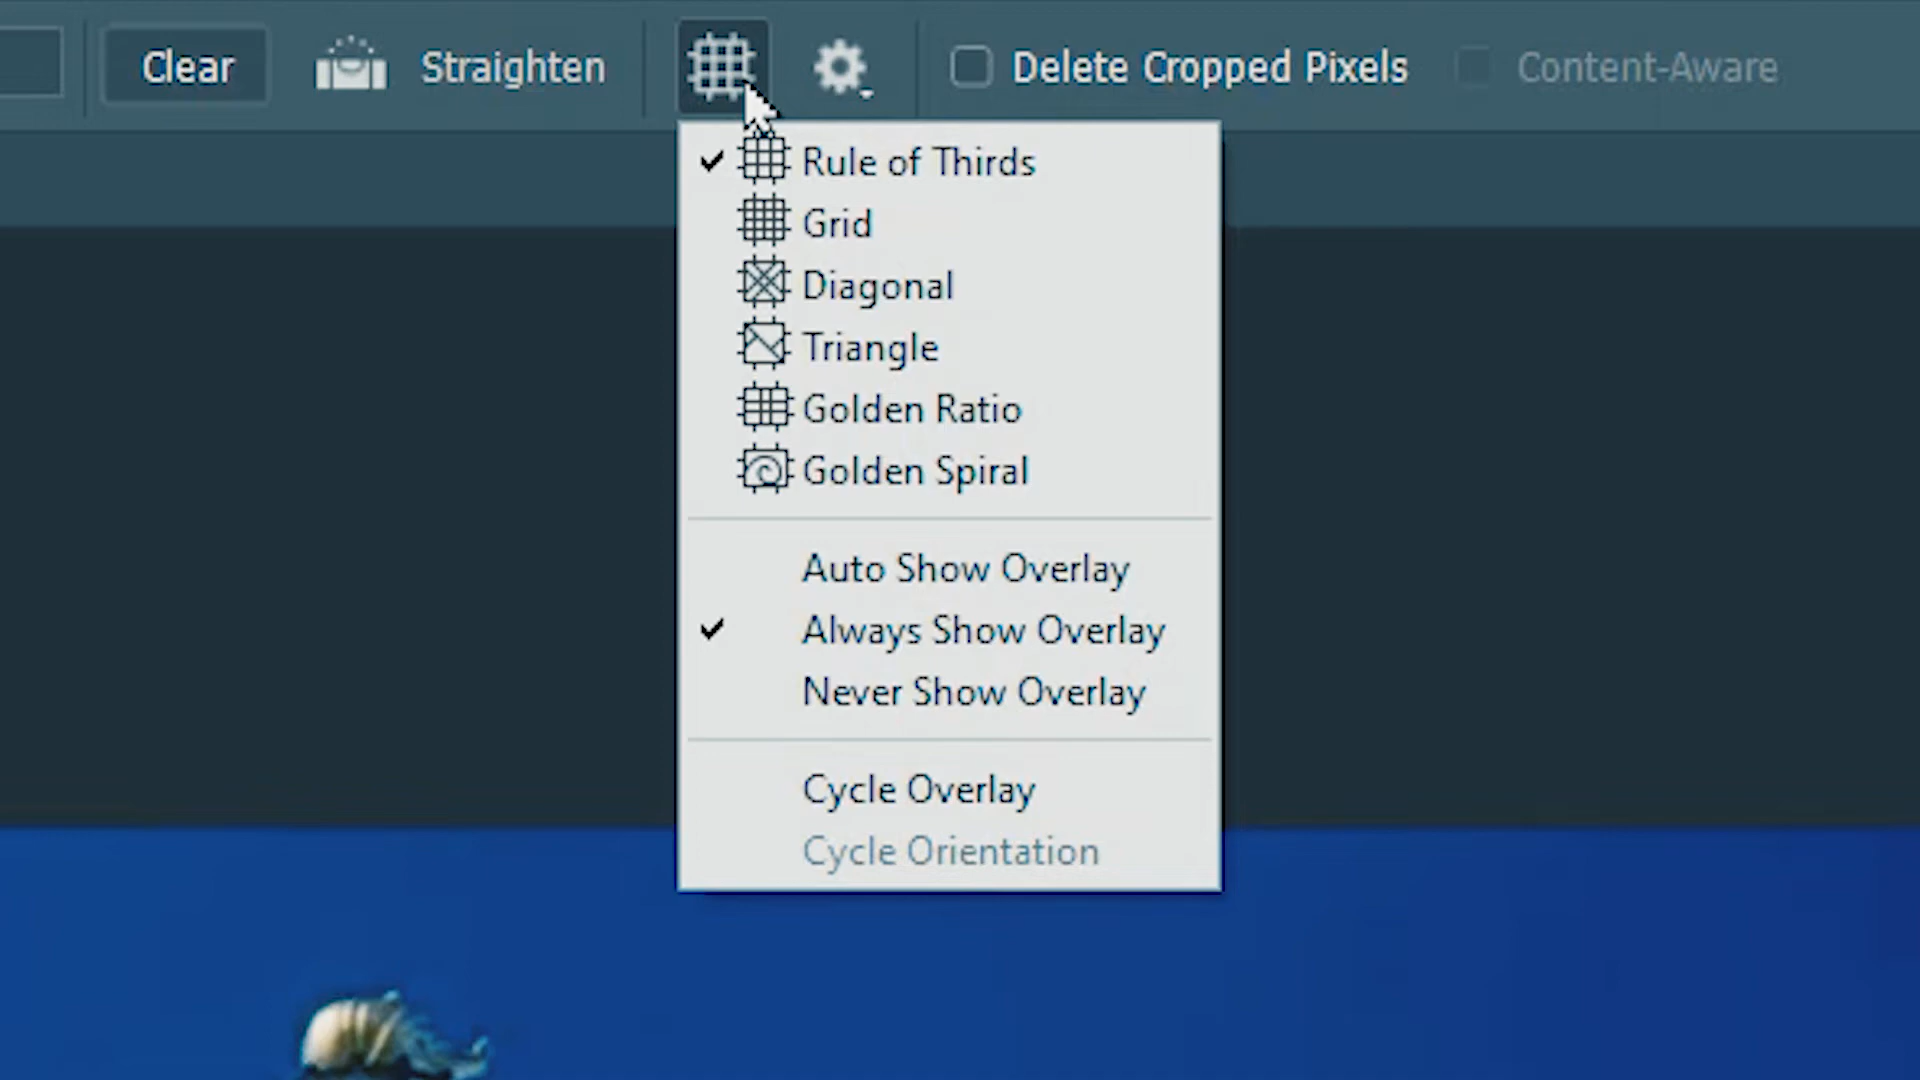 Clear Straighten Delete Cropped Pixels Content-Aware
Rule of Thirds
Grid
Diagonal
Triangle
Golden Ratio
Golden Spiral
Auto Show Overlay
Always Show Overlay
Never Show Overlay
Cycle Overlay
Cycle Orientation